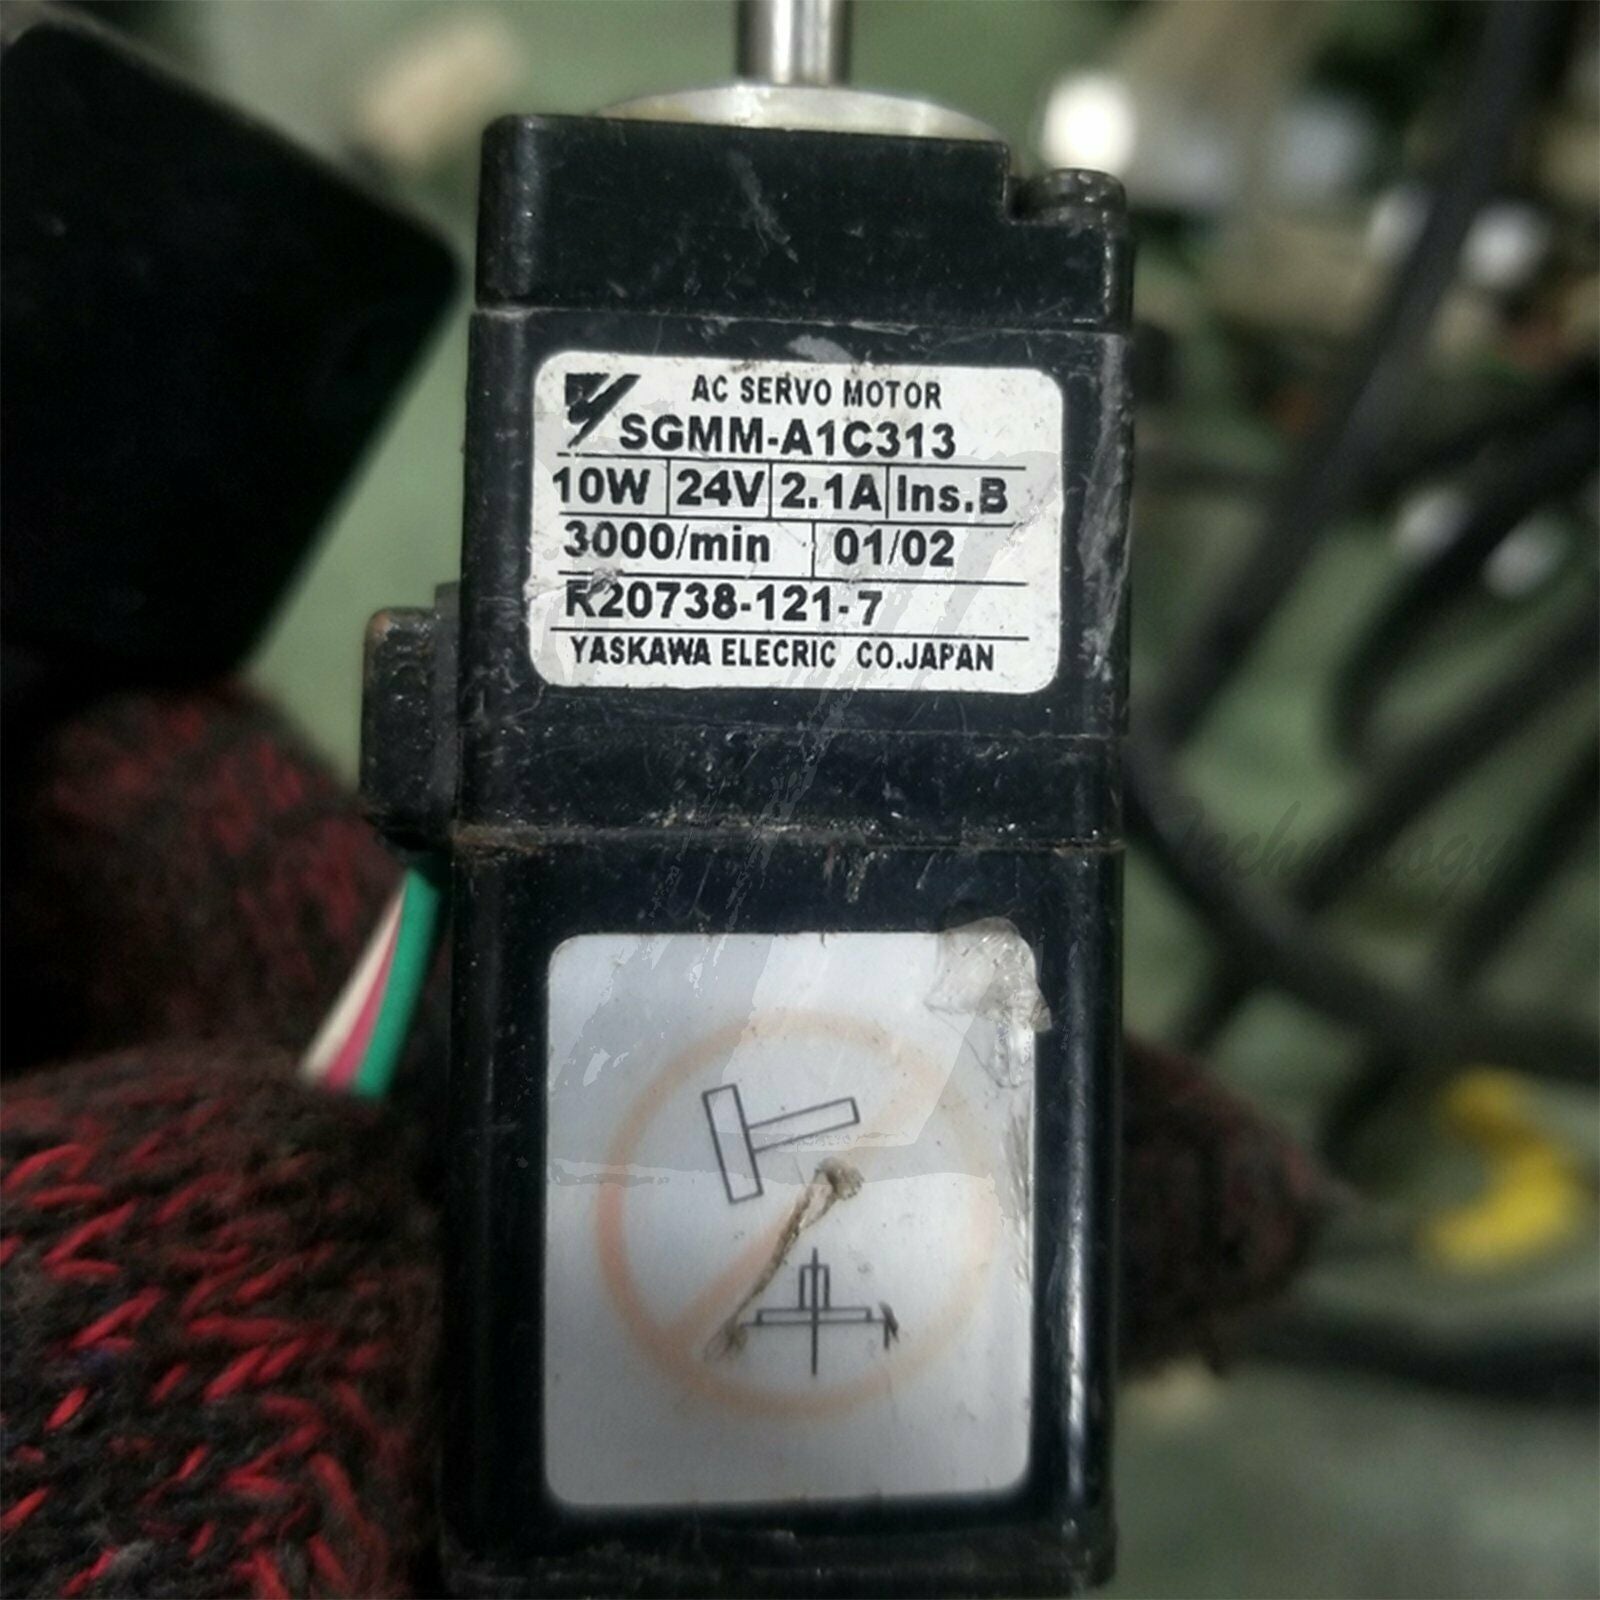 AC SERVO MOTOR
SGMM-A1C313
10W 24V 2.1A Ins.B
3000/min 01/02
R20738-121-7
YASKAWA ELECRIC CO.JAPAN
Technology